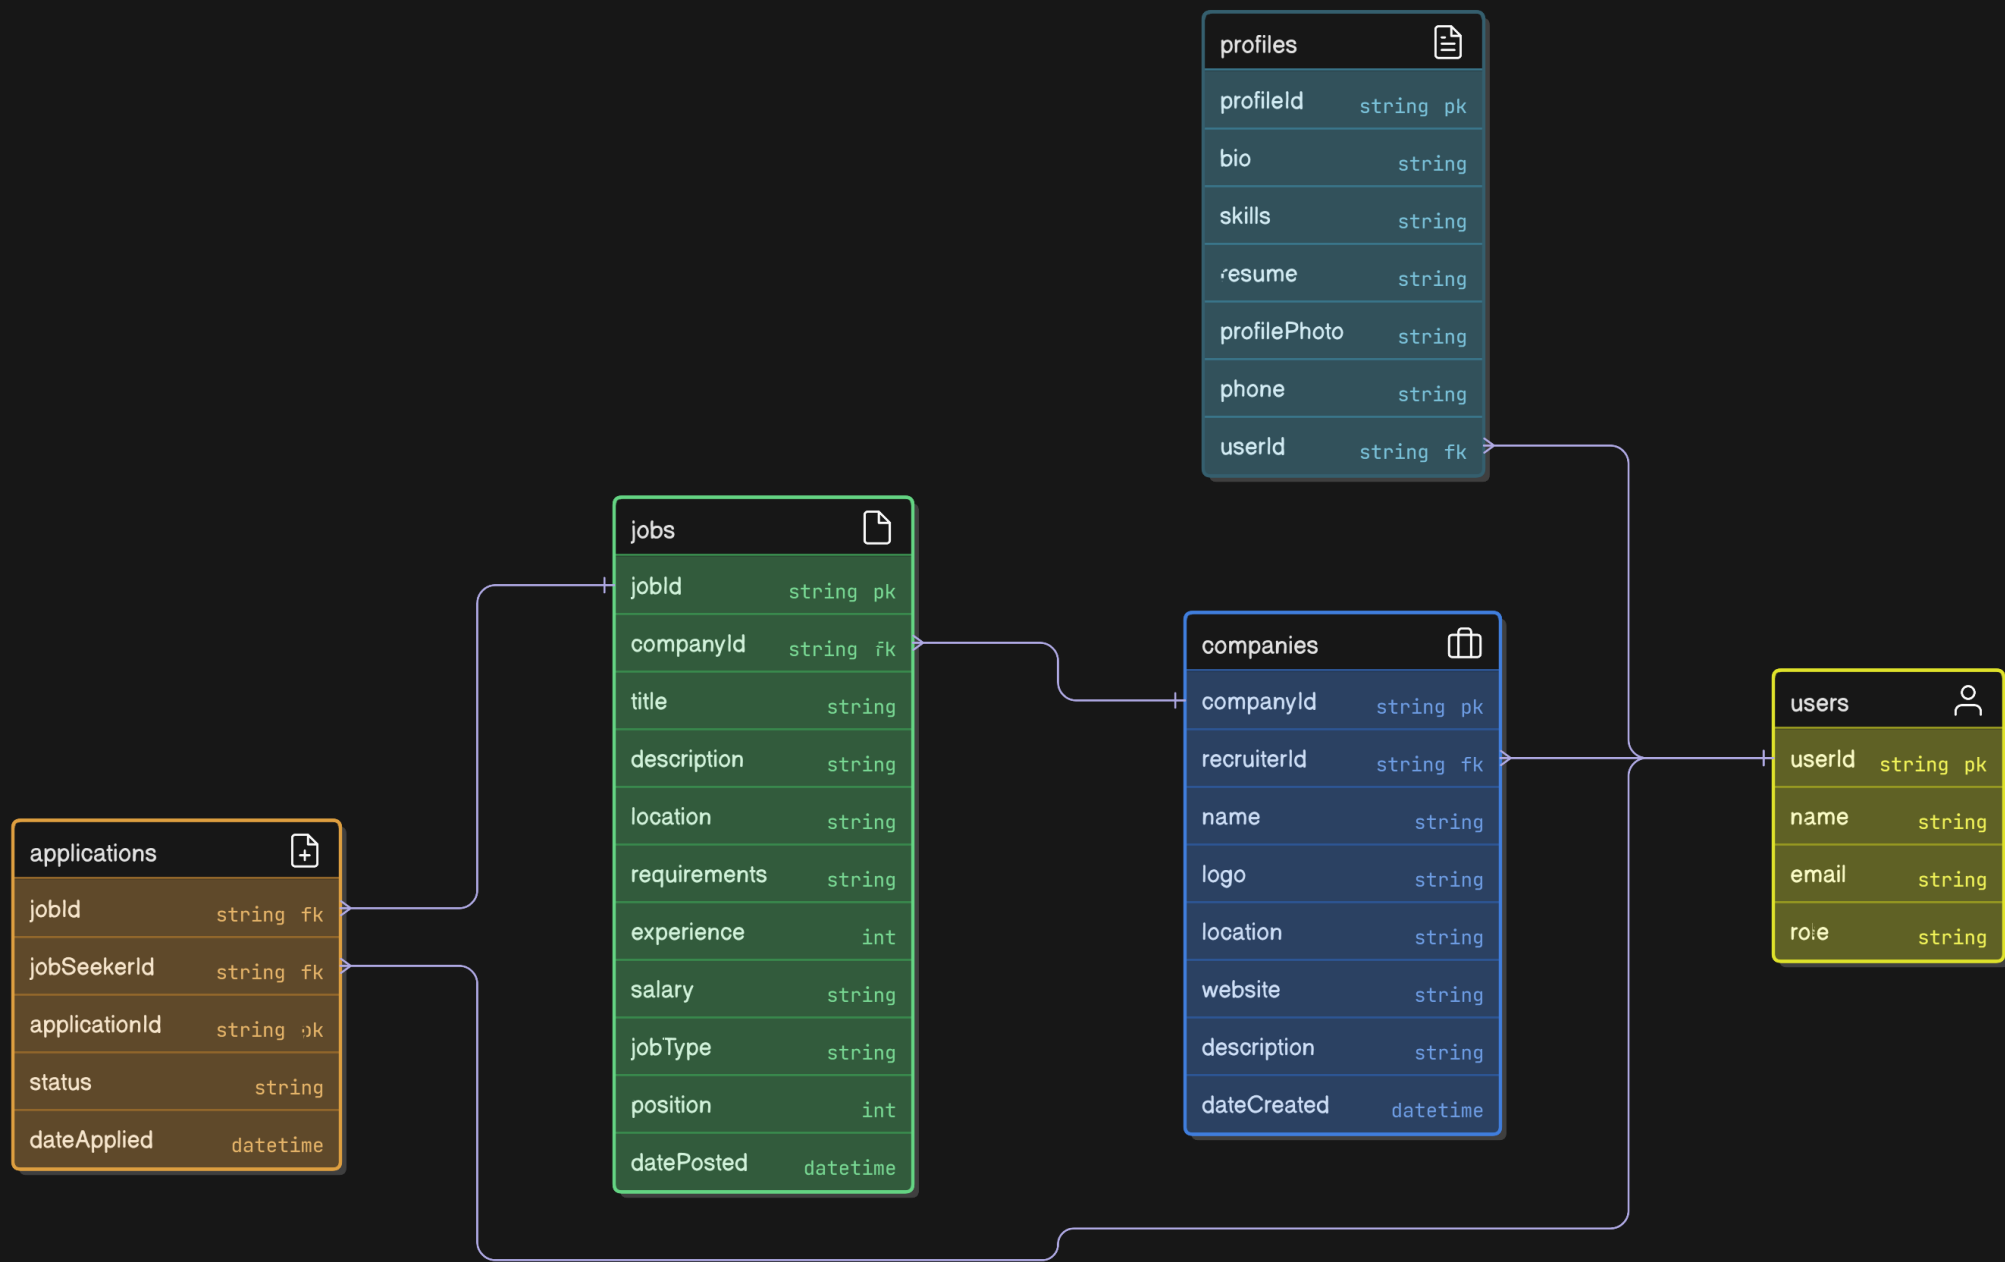 profiles
profileId string pk
bio string
skills string
resume string
profilePhoto string
phone string
userId string fk
jobs
jobId string pk
companyId string fk
title string
description string
location string
requirements string
experience int
salary string
jobType string
position int
datePosted datetime
companies
companyId string pk
recruiterId string fk
name string
logo string
location string
website string
description string
dateCreated datetime
users
userId string pk
name string
email string
role string
applications
jobId string fk
jobSeekerId string fk
applicationId string pk
status string
dateApplied datetime